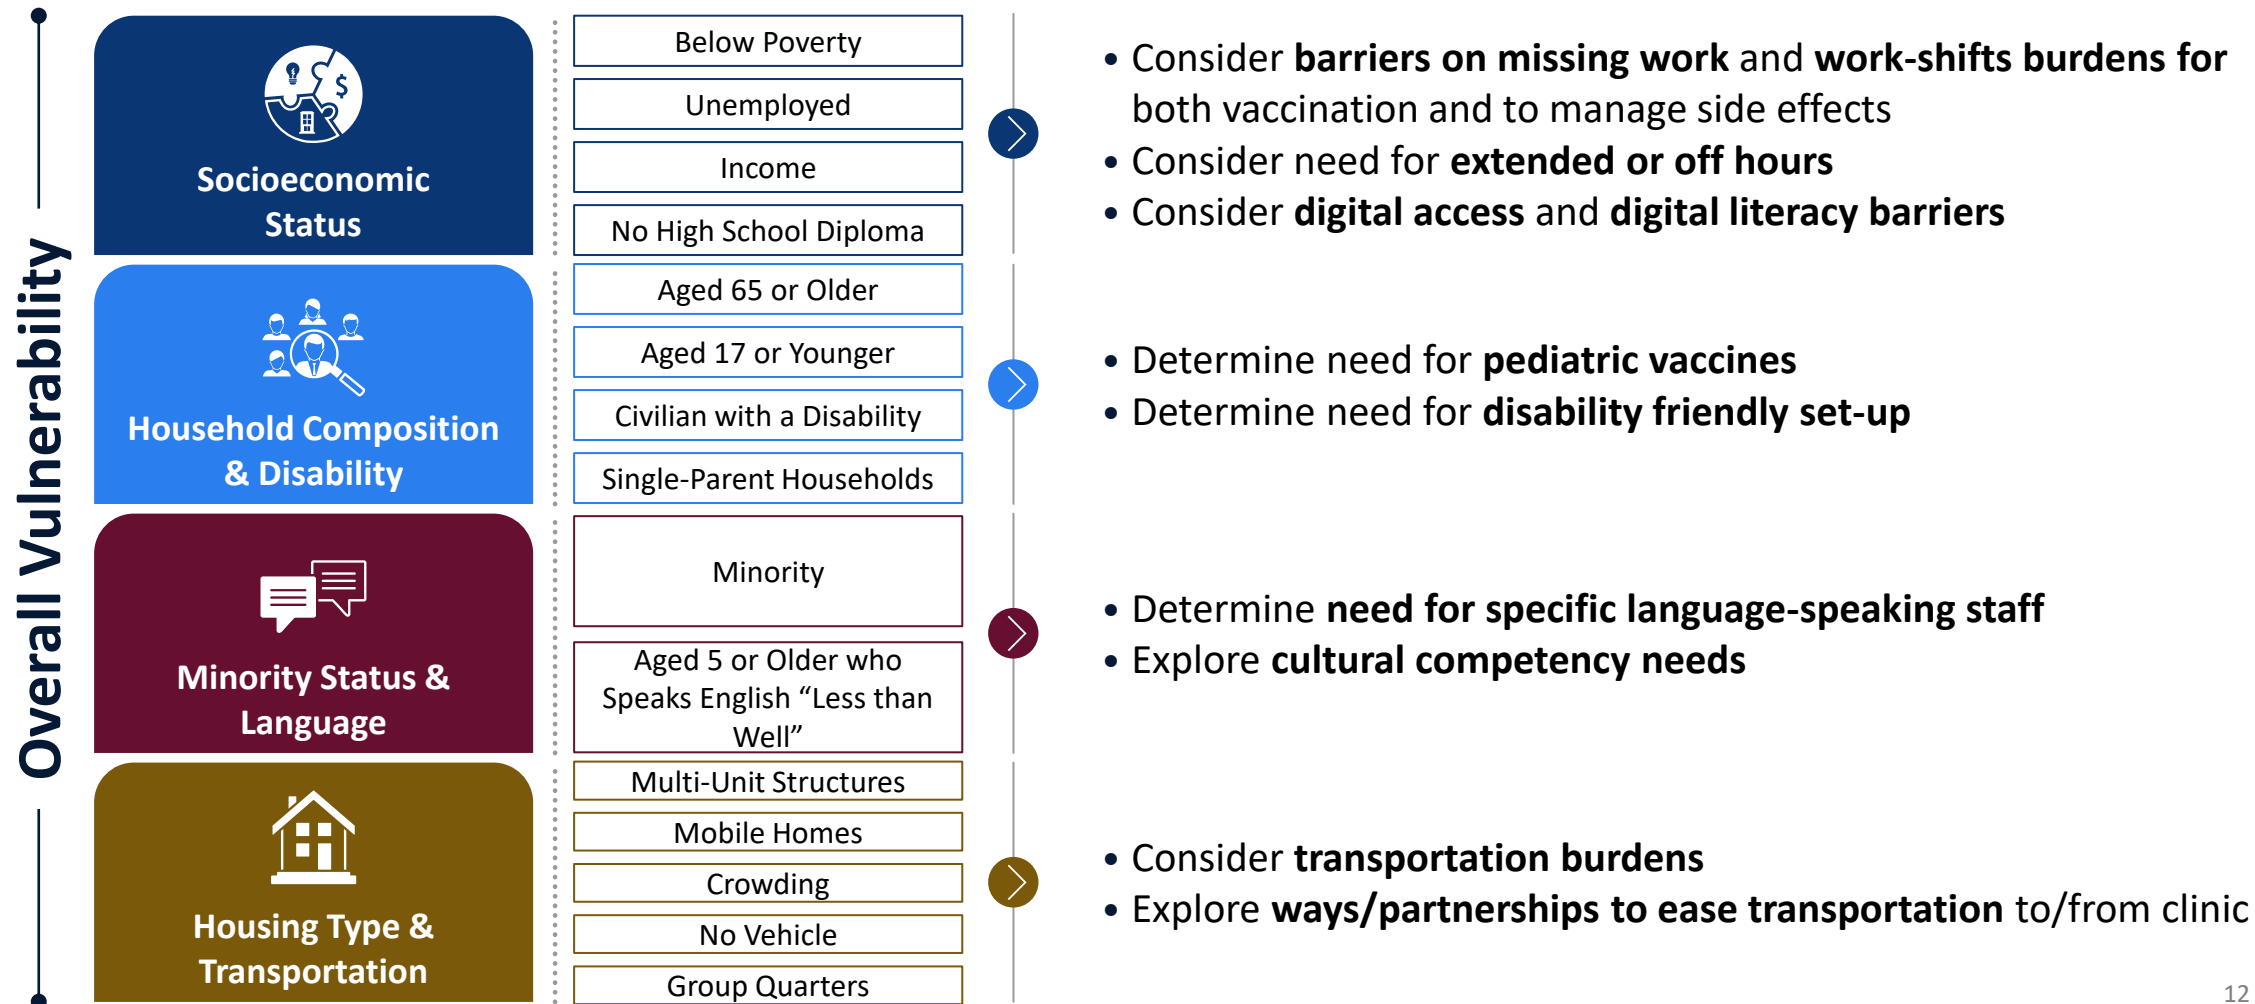 Overall Vulnerability
$
Socioeconomic
Status
Below Poverty
Unemployed
Income
No High School Diploma
• Consider barriers on missing work and work-shifts burdens for
both vaccination and to manage side effects
• Consider need for extended or off hours
• Consider digital access and digital literacy barriers
Household Composition
& Disability
Aged 65 or Older
Aged 17 or Younger
Civilian with a Disability
Single-Parent Households
• Determine need for pediatric vaccines
• Determine need for disability friendly set-up
Minority Status &
Language
Minority
Aged 5 or Older who
Speaks English “Less than
Well”
• Determine need for specific language-speaking staff
• Explore cultural competency needs
Housing Type &
Transportation
Multi-Unit Structures
Mobile Homes
Crowding
No Vehicle
Group Quarters
• Consider transportation burdens
• Explore ways/partnerships to ease transportation to/from clinic
12